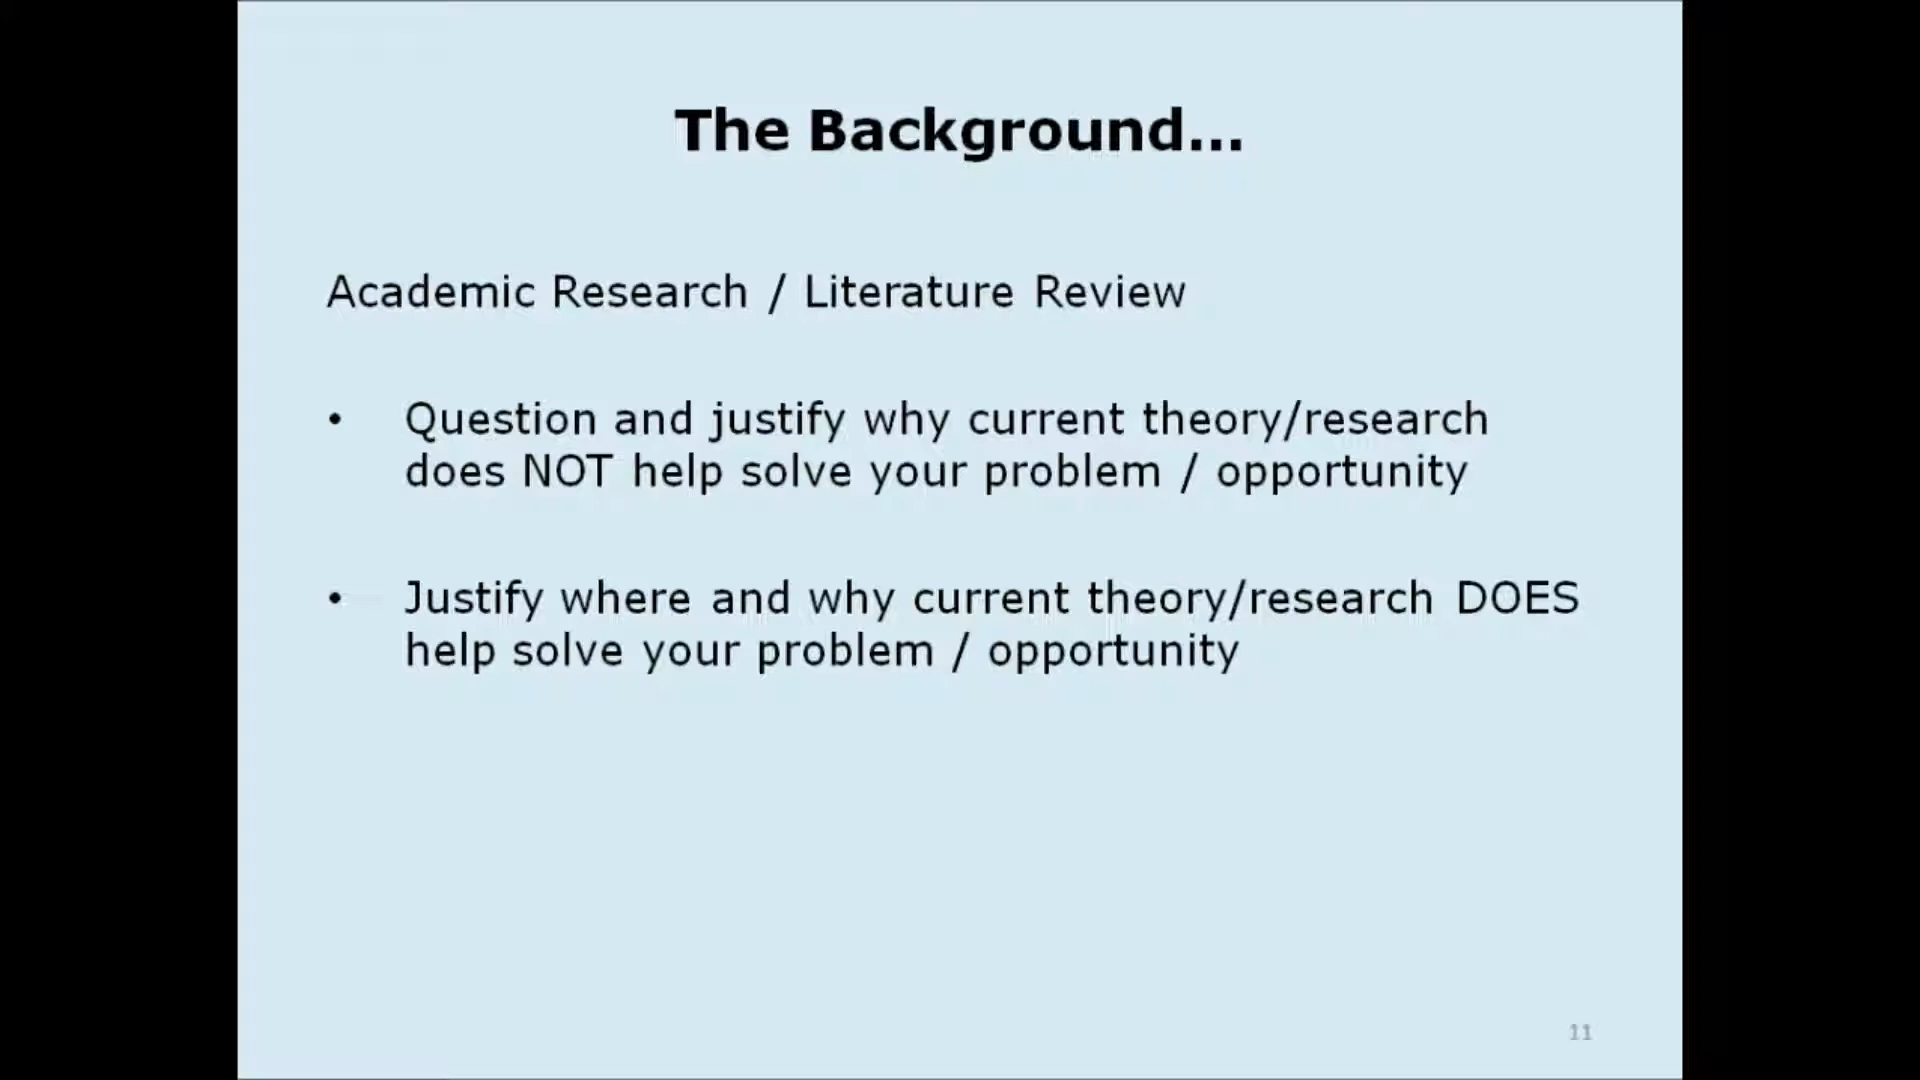 The Background...
Academic Research / Literature Review
• Question and justify why current theory/research
does NOT help solve your problem / opportunity
• Justify where and why current theory/research DOES
help solve your problem / opportunity
11